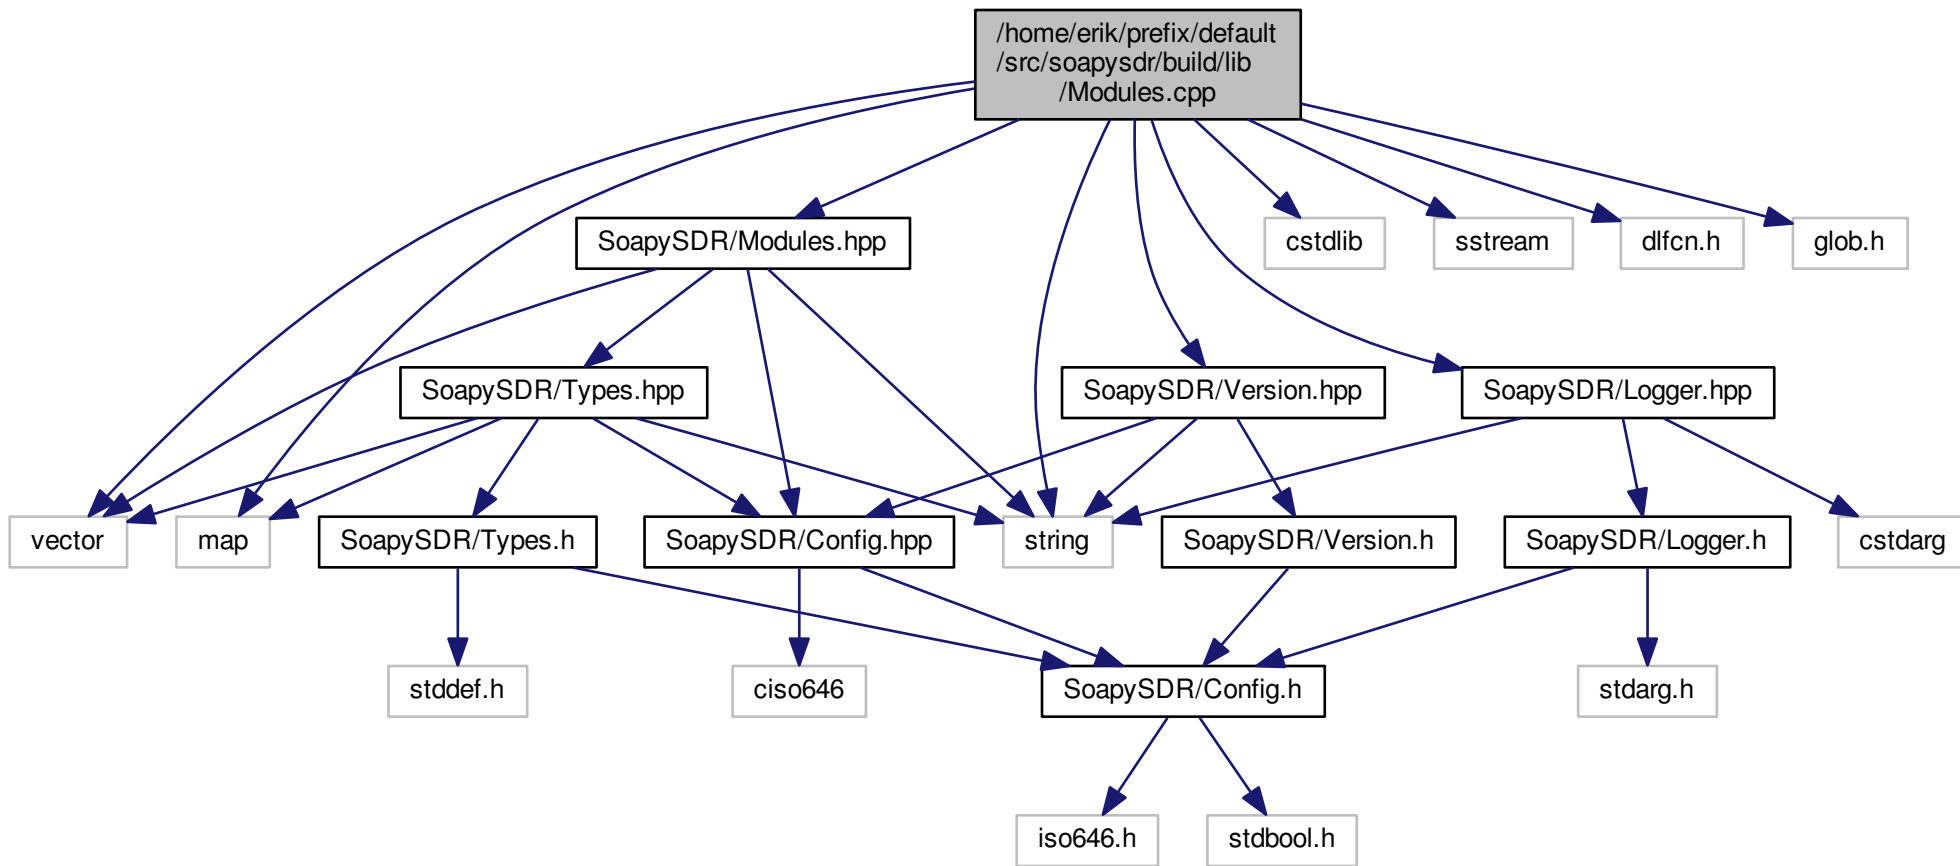 /home/erik/prefix/default
/src/soapysdr/build/lib
/Modules.cpp
SoapySDR/Modules.hpp
cstdlib
sstream
dlfcn.h
glob.h
SoapySDR/Types.hpp
SoapySDR/Version.hpp
SoapySDR/Logger.hpp
vector
map
SoapySDR/Types.h
SoapySDR/Config.hpp
string
SoapySDR/Version.h
SoapySDR/Logger.h
cstdarg
stddef.h
ciso646
SoapySDR/Config.h
stdarg.h
iso646.h
stdbool.h